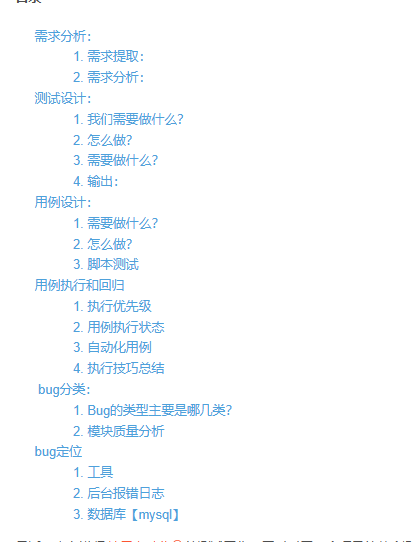 需求分析：
1. 需求提取：
2. 需求分析：
测试设计：
1. 我们需要做什么？
2. 怎么做？
3. 需要做什么？
4. 输出：
用例设计：
1. 需要做什么？
2. 怎么做？
3. 脚本测试
用例执行和回归
1. 执行优先级
2. 用例执行状态
3. 自动化用例
4. 执行技巧总结
bug分类：
1. Bug的类型主要是哪几类？
2. 模块质量分析
bug定位
1. 工具
2. 后台报错日志
3. 数据库【mysql】